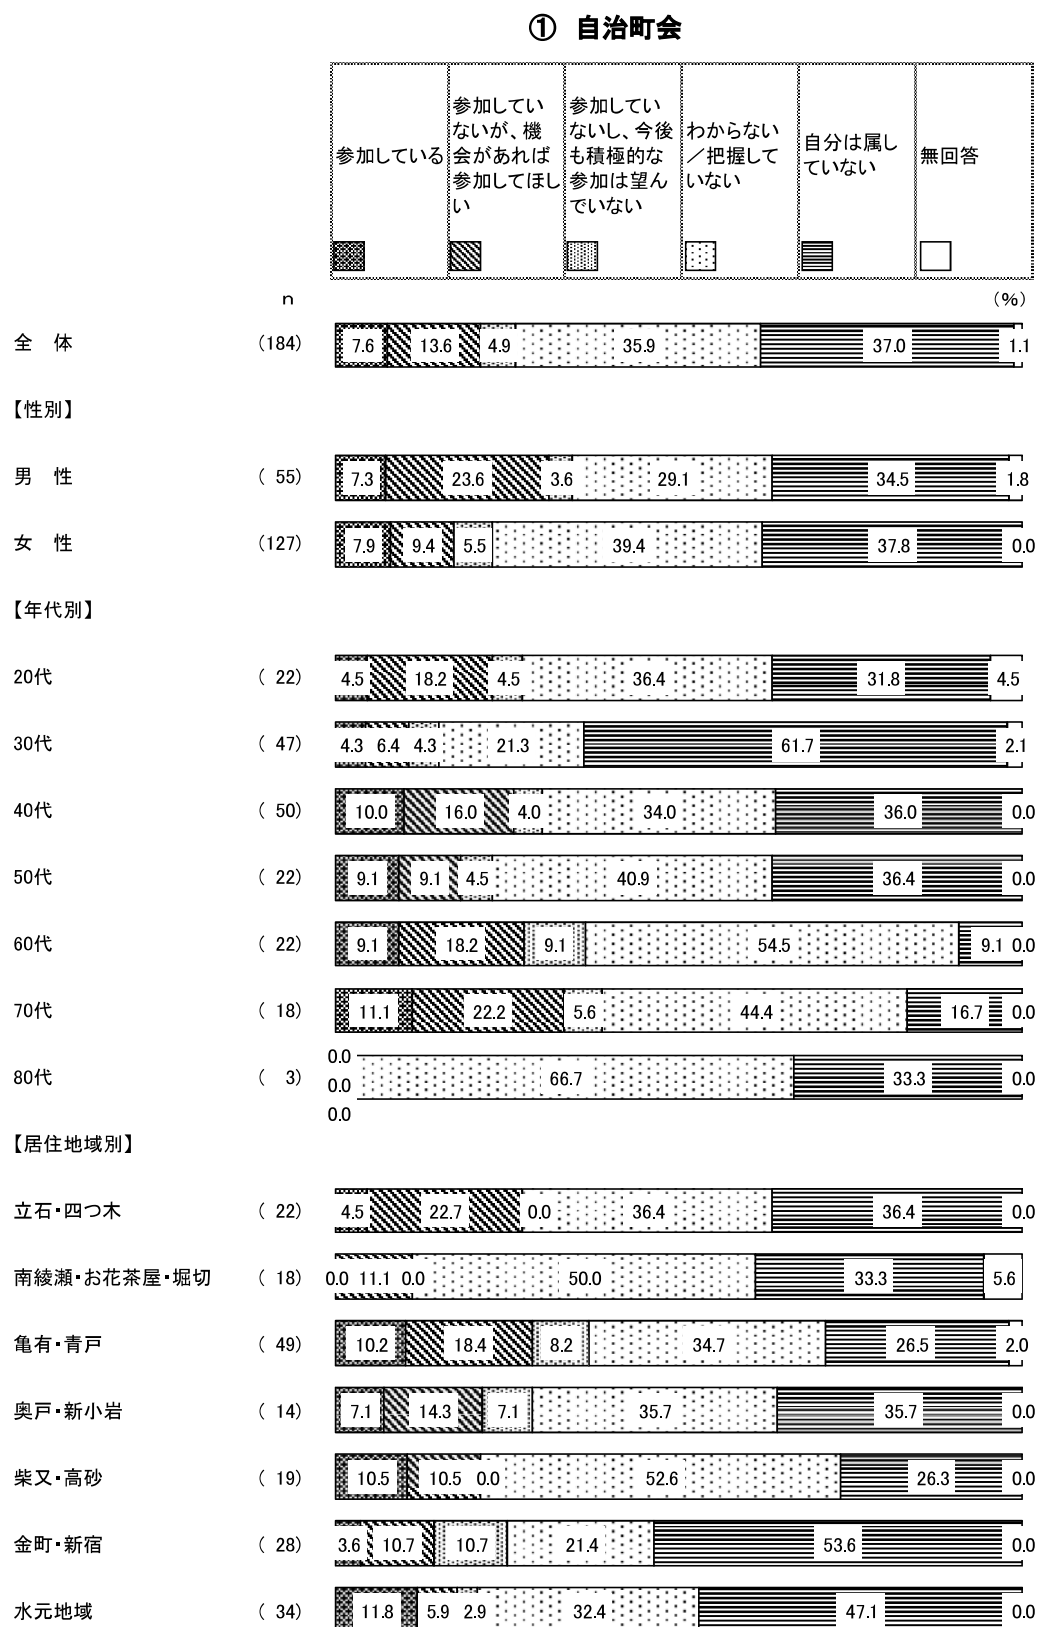 ① 自治町会
参加している
参加してい
ないが、機
会があれば
参加してほし
い
参加してい
ないし、今後
も積極的な
参加は望ん
でいない
わからない
／把握して
いない
自分は属し
ていない
無回答
n (%)
全 体 (184) 7.6 13.6 4.9 35.9 37.0 1.1
【性別】
男 性 ( 55) 7.3 23.6 3.6 29.1 34.5 1.8
女 性 (127) 7.9 9.4 5.5 39.4 37.8 0.0
【年代別】
20代 ( 22) 4.5 18.2 4.5 36.4 31.8 4.5
30代 ( 47) 4.3 6.4 4.3 21.3 61.7 2.1
40代 ( 50) 10.0 16.0 4.0 34.0 36.0 0.0
50代 ( 22) 9.1 9.1 4.5 40.9 36.4 0.0
60代 ( 22) 9.1 18.2 9.1 54.5 9.1 0.0
70代 ( 18) 11.1 22.2 5.6 44.4 16.7 0.0
80代 ( 3) 0.0 0.0 0.0 66.7 33.3 0.0
【居住地域別】
立石・四つ木 ( 22) 4.5 22.7 0.0 36.4 36.4 0.0
南綾瀬・お花茶屋・堀切 ( 18) 0.0 11.1 0.0 50.0 33.3 5.6
亀有・青戸 ( 49) 10.2 18.4 8.2 34.7 26.5 2.0
奥戸・新小岩 ( 14) 7.1 14.3 7.1 35.7 35.7 0.0
柴又・高砂 ( 19) 10.5 10.5 0.0 52.6 26.3 0.0
金町・新宿 ( 28) 3.6 10.7 10.7 21.4 53.6 0.0
水元地域 ( 34) 11.8 5.9 2.9 32.4 47.1 0.0